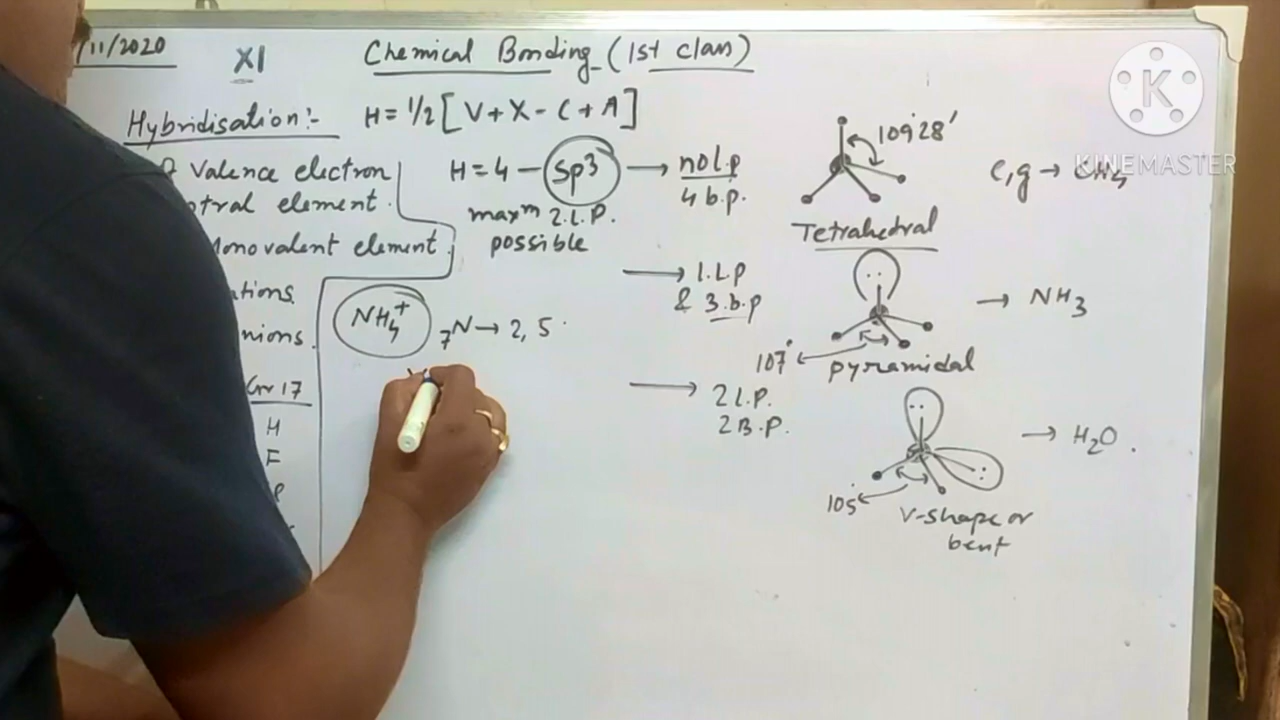 /11/2020
XI
Chemical Bonding (1st class)
Hybridisation:-
H = 1/2 [V + X - C + A]
Valence electron
ntral element.
Monovalent element.
ations
nions.
Gr 17
H
F
H = 4 - sp3 → no l.p
4 b.p.
maxm 2.L.P.
possible
109°28'
Tetrahedral
e,g → CH4
→ 1.L.P
& 3.b.p
107°
pyramidal
→ NH3
→ 2 L.P.
2 B.P.
105°
V-shape or
bent
→ H2O.
NH4+
7N → 2, 5
K
KINEMASTER